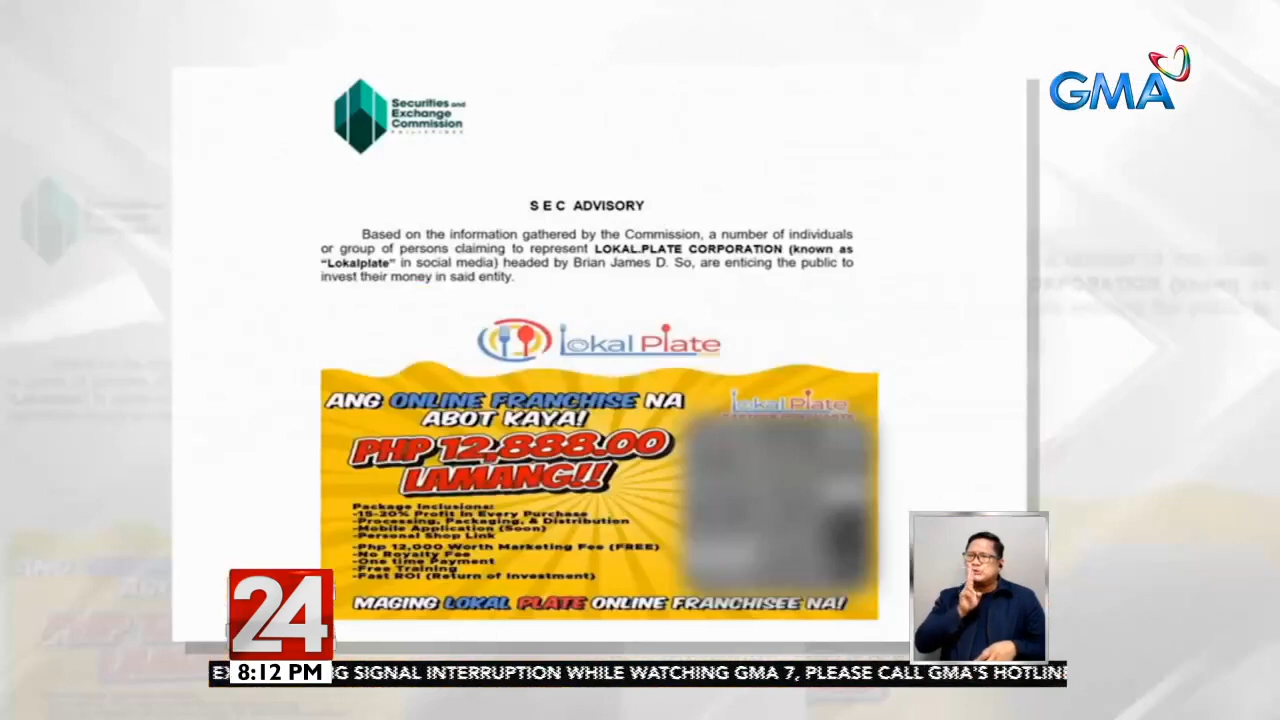 GMA
Securities and
Exchange
Commission
PHILIPPINES
S E C ADVISORY
Based on the information gathered by the Commission, a number of individuals
or group of persons claiming to represent LOKAL.PLATE CORPORATION (known as
“Lokalplate” in social media) headed by Brian James D. So, are enticing the public to
invest their money in said entity.
Lokal Plate
ANG ONLINE FRANCHISE NA
ABOT KAYA!
PHP 12,888.00
LAMANG!!
Lokal Plate
Package Inclusions:
-15-20% Profit In Every Purchase
-Processing, Packaging, & Distribution
-Mobile Application (Soon)
-Personal Shop Link
-Php 12,000 Worth Marketing Fee (FREE)
-No Royalty Fee
-One time Payment
-Free Training
-Fast ROI (Return of Investment)
MAGING LOKAL PLATE ONLINE FRANCHISEE NA!
24
8:12 PM
SIGNAL INTERRUPTION WHILE WATCHING GMA 7, PLEASE CALL GMA'S